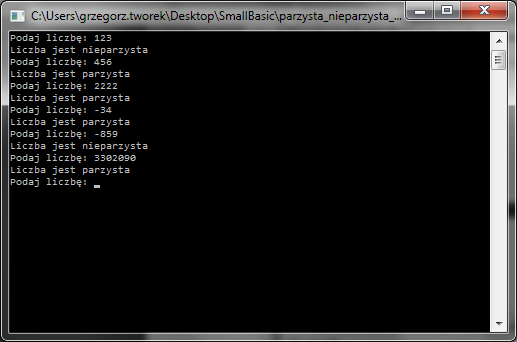 C:\Users\grzegorz.tworek\Desktop\SmallBasic\parzysta_nieparzysta_...
Podaj liczbę: 123
Liczba jest nieparzysta
Podaj liczbę: 456
Liczba jest parzysta
Podaj liczbę: 2222
Liczba jest parzysta
Podaj liczbę: -34
Liczba jest parzysta
Podaj liczbę: -859
Liczba jest nieparzysta
Podaj liczbę: 3302090
Liczba jest parzysta
Podaj liczbę: